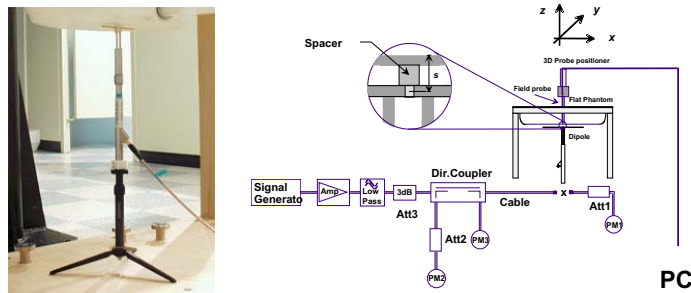 z
y
x
Spacer
s
3D Probe positioner
Field probe
Flat Phantom
Dipole
Signal
Generato
Amp
Low
Pass
3dB
Att3
Dir.Coupler
Cable
x
Att1
PM1
Att2
PM3
PM2
PC